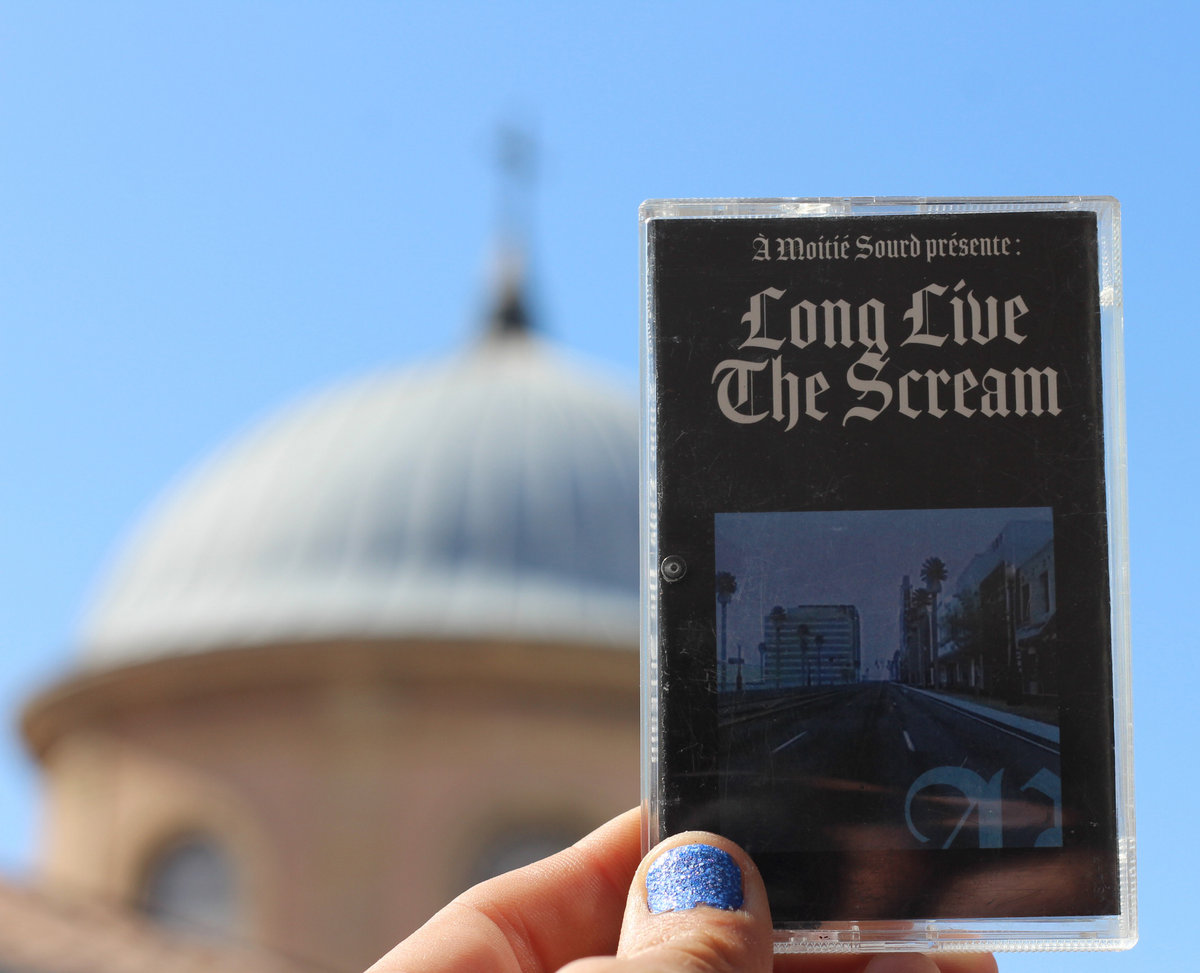 À Moitié Sourd présente :
Long Live
The Scream